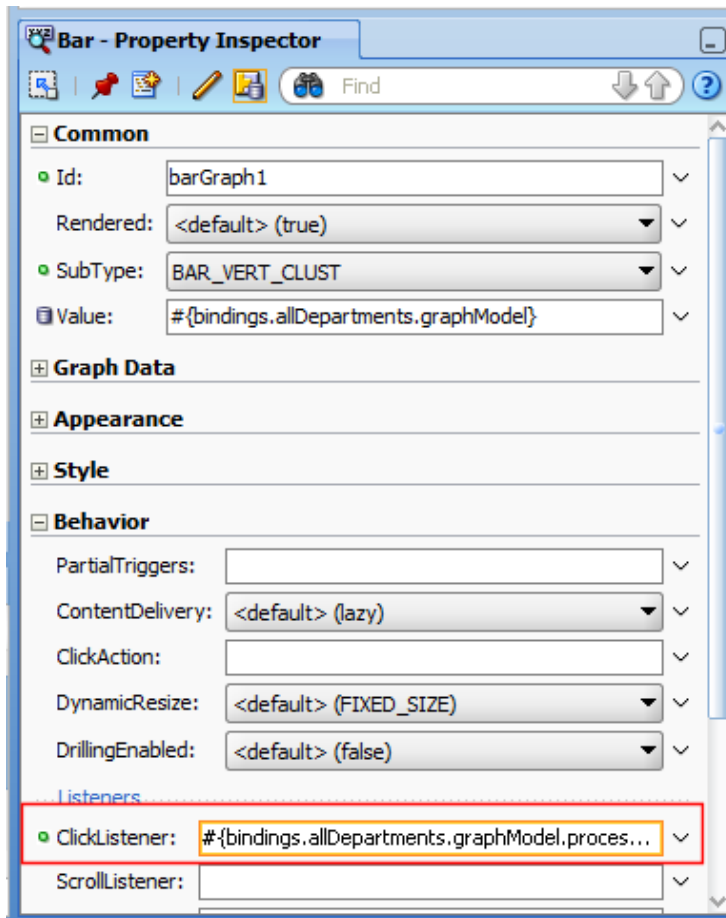 Bar - Property Inspector
Find
Common
Id: barGraph1
Rendered: <default> (true)
SubType: BAR_VERT_CLUST
Value: #{bindings.allDepartments.graphModel}
Graph Data
Appearance
Style
Behavior
PartialTriggers:
ContentDelivery: <default> (lazy)
ClickAction:
DynamicResize: <default> (FIXED_SIZE)
DrillingEnabled: <default> (false)
Listeners
ClickListener: #{bindings.allDepartments.graphModel.proces...
ScrollListener: